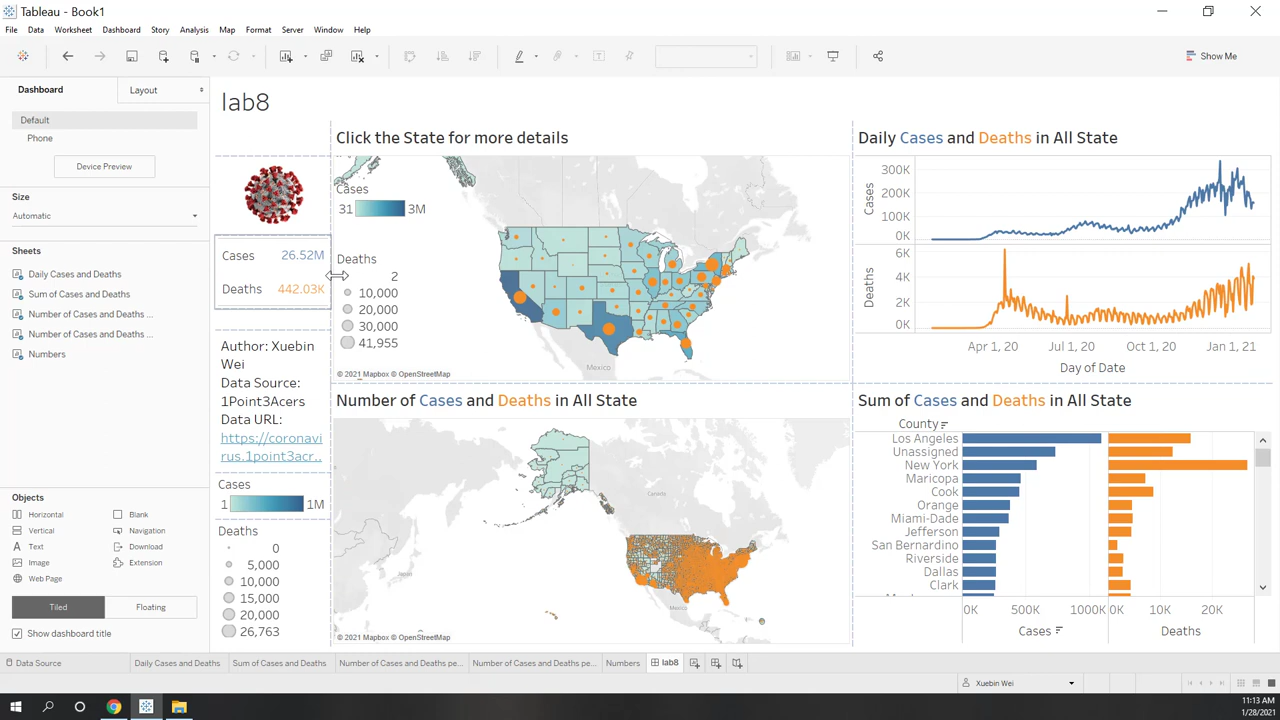 Tableau - Book1
File Data Worksheet Dashboard Story Analysis Map Format Server Window Help
Show Me
Dashboard
Layout
Default
Phone
Device Preview
Size
Automatic
Sheets
Daily Cases and Deaths
Sum of Cases and Deaths
Number of Cases and Deaths ...
Number of Cases and Deaths ...
Numbers
Objects
Horizontal
Blank
Vertical
Navigation
Text
Download
Image
Extension
Web Page
Tiled
Floating
Show dashboard title
lab8
Cases 26.52M
Deaths 442.03K
Author: Xuebin
Wei
Data Source:
1Point3Acers
Data URL:
https://coronavi
rus.1point3acr..
Cases
1 1M
Deaths
0
5,000
10,000
15,000
20,000
26,763
Click the State for more details
Cases
31 3M
Deaths
2
10,000
20,000
30,000
41,955
Mexico
© 2021 Mapbox © OpenStreetMap
Number of Cases and Deaths in All State
Canada
Japan
Mexico
© 2021 Mapbox © OpenStreetMap
Daily Cases and Deaths in All State
Cases
300K
200K
100K
0K
Deaths
6K
4K
2K
0K
Apr 1, 20 Jul 1, 20 Oct 1, 20 Jan 1, 21
Day of Date
Sum of Cases and Deaths in All State
County
Los Angeles
Unassigned
New York
Maricopa
Cook
Orange
Miami-Dade
Jefferson
San Bernardino
Riverside
Dallas
Clark
0K 500K 1000K 0K 10K 20K
Cases Deaths
Data Source
Daily Cases and Deaths
Sum of Cases and Deaths
Number of Cases and Deaths pe...
Number of Cases and Deaths pe...
Numbers
lab8
Xuebin Wei
11:13 AM
1/28/2021